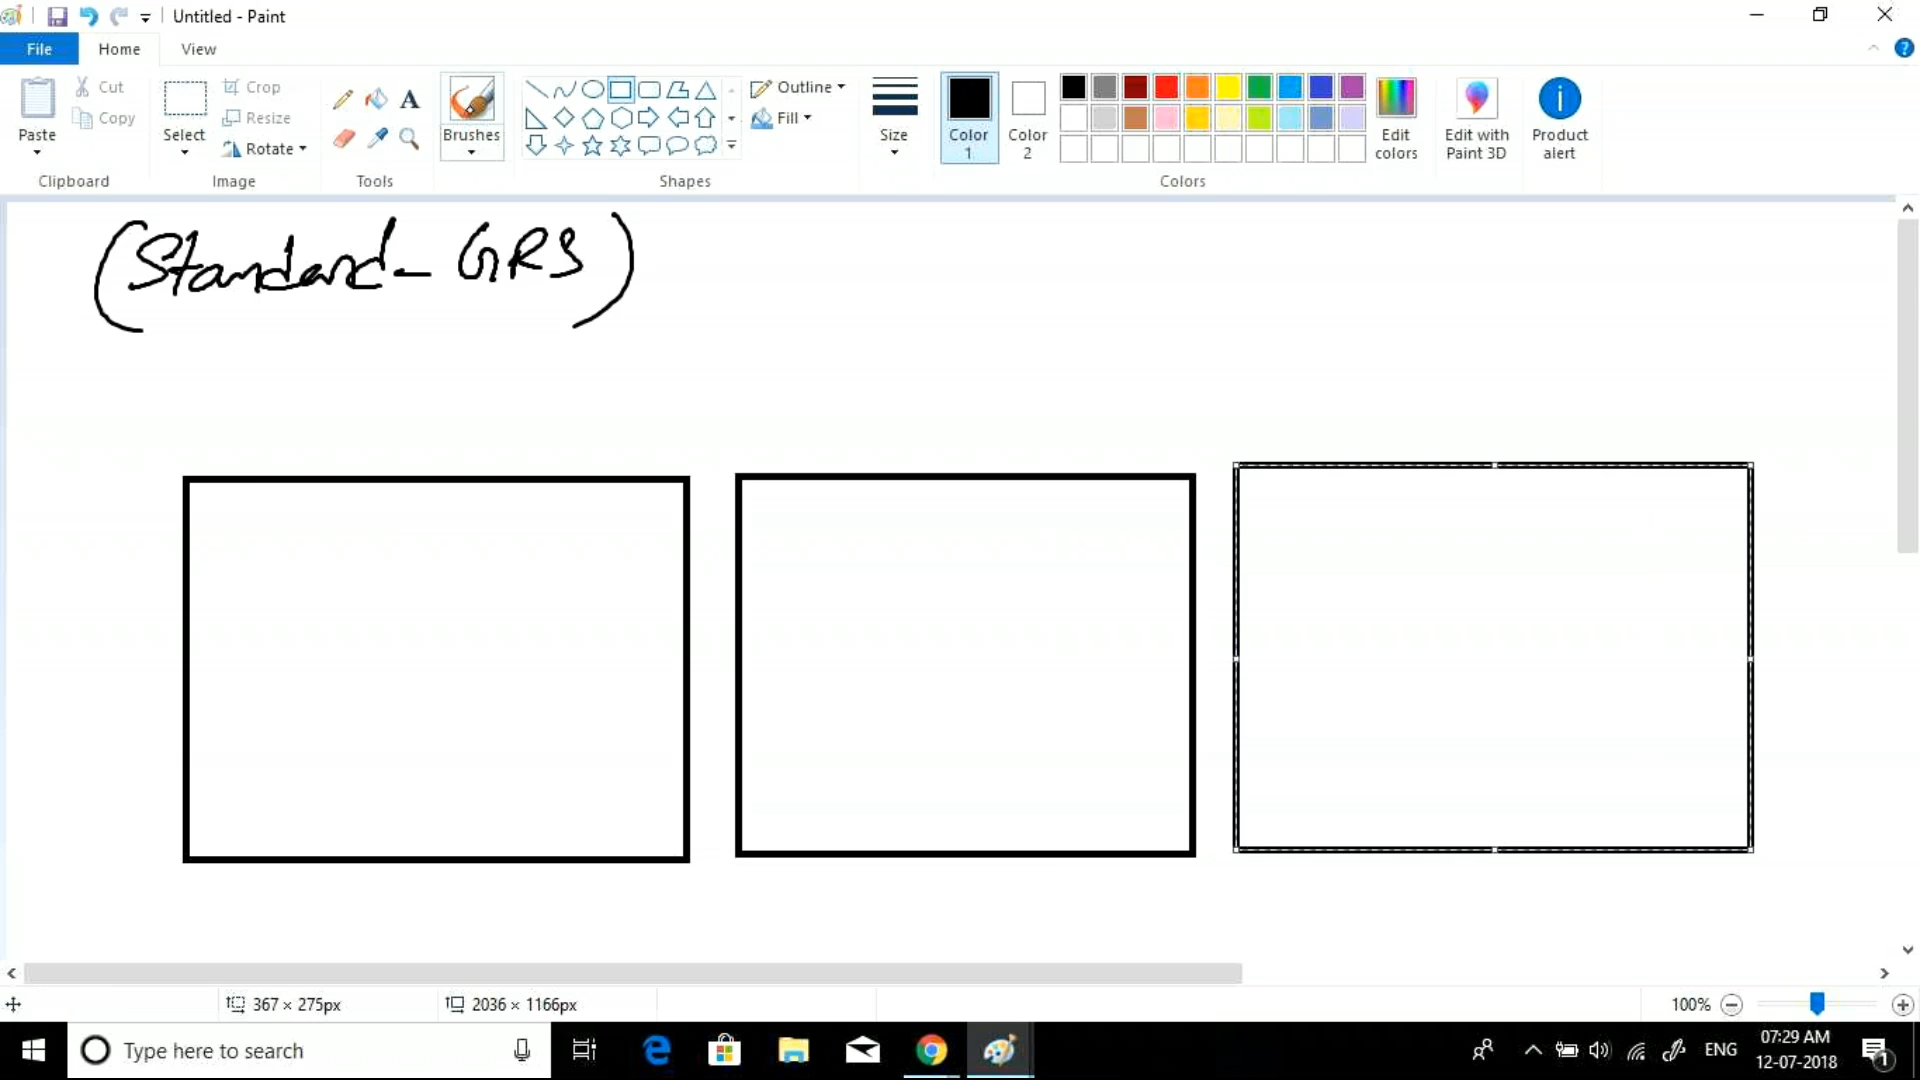 Untitled - Paint
File Home View
Paste
Cut
Copy
Clipboard
Select
Crop
Resize
Rotate
Image
Tools
Brushes
Shapes
Outline
Fill
Size
Color 1
Color 2
Edit colors
Colors
Edit with Paint 3D
Product alert
(Standard- GRS)
367 × 275px
2036 × 1166px
100%
Type here to search
ENG
07:29 AM
12-07-2018
1